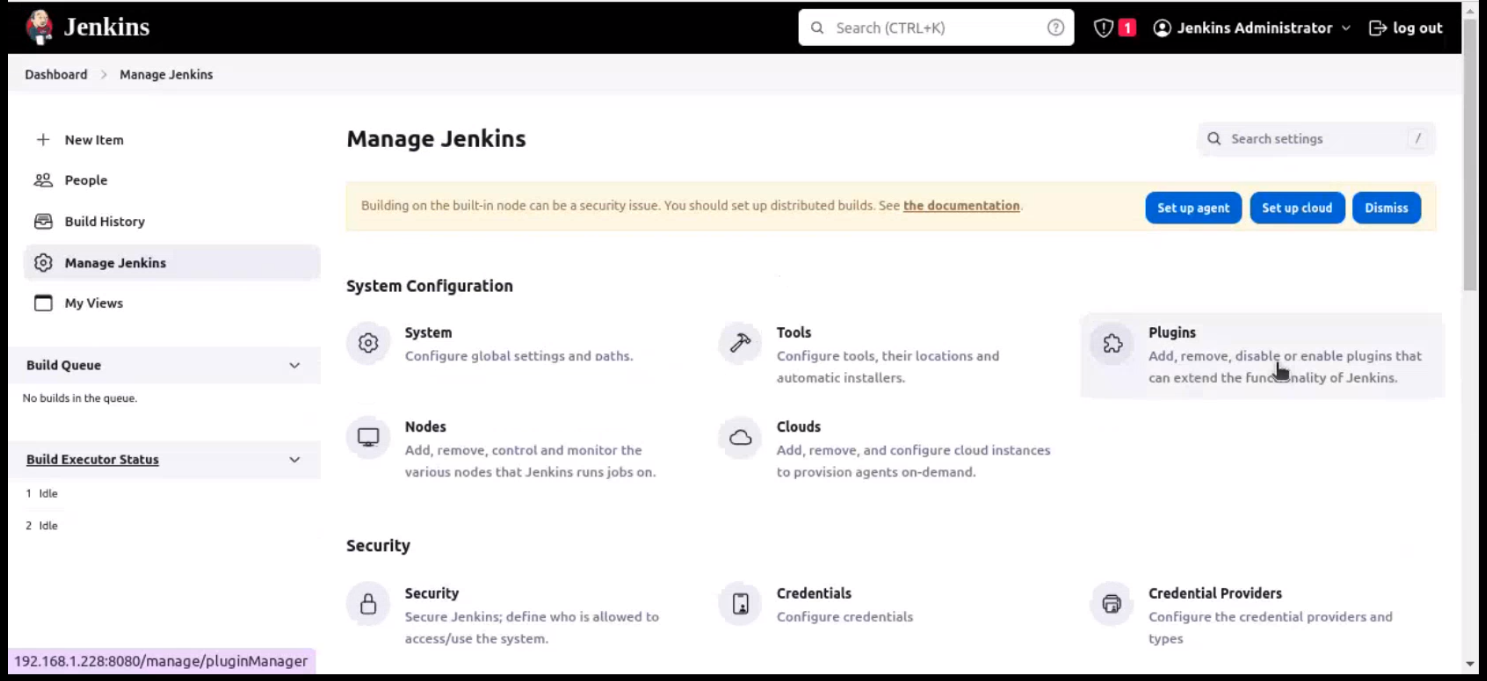 Jenkins
Search (CTRL+K)
1
Jenkins Administrator
log out
Dashboard
Manage Jenkins
New Item
People
Build History
Manage Jenkins
My Views
Build Queue
No builds in the queue.
Build Executor Status
1 Idle
2 Idle
Manage Jenkins
Search settings /
Building on the built-in node can be a security issue. You should set up distributed builds. See the documentation.
Set up agent
Set up cloud
Dismiss
System Configuration
System
Configure global settings and paths.
Tools
Configure tools, their locations and
automatic installers.
Plugins
Add, remove, disable or enable plugins that
can extend the functionality of Jenkins.
Nodes
Add, remove, control and monitor the
various nodes that Jenkins runs jobs on.
Clouds
Add, remove, and configure cloud instances
to provision agents on-demand.
Security
Security
Secure Jenkins; define who is allowed to
access/use the system.
Credentials
Configure credentials
Credential Providers
Configure the credential providers and
types
192.168.1.228:8080/manage/pluginManager